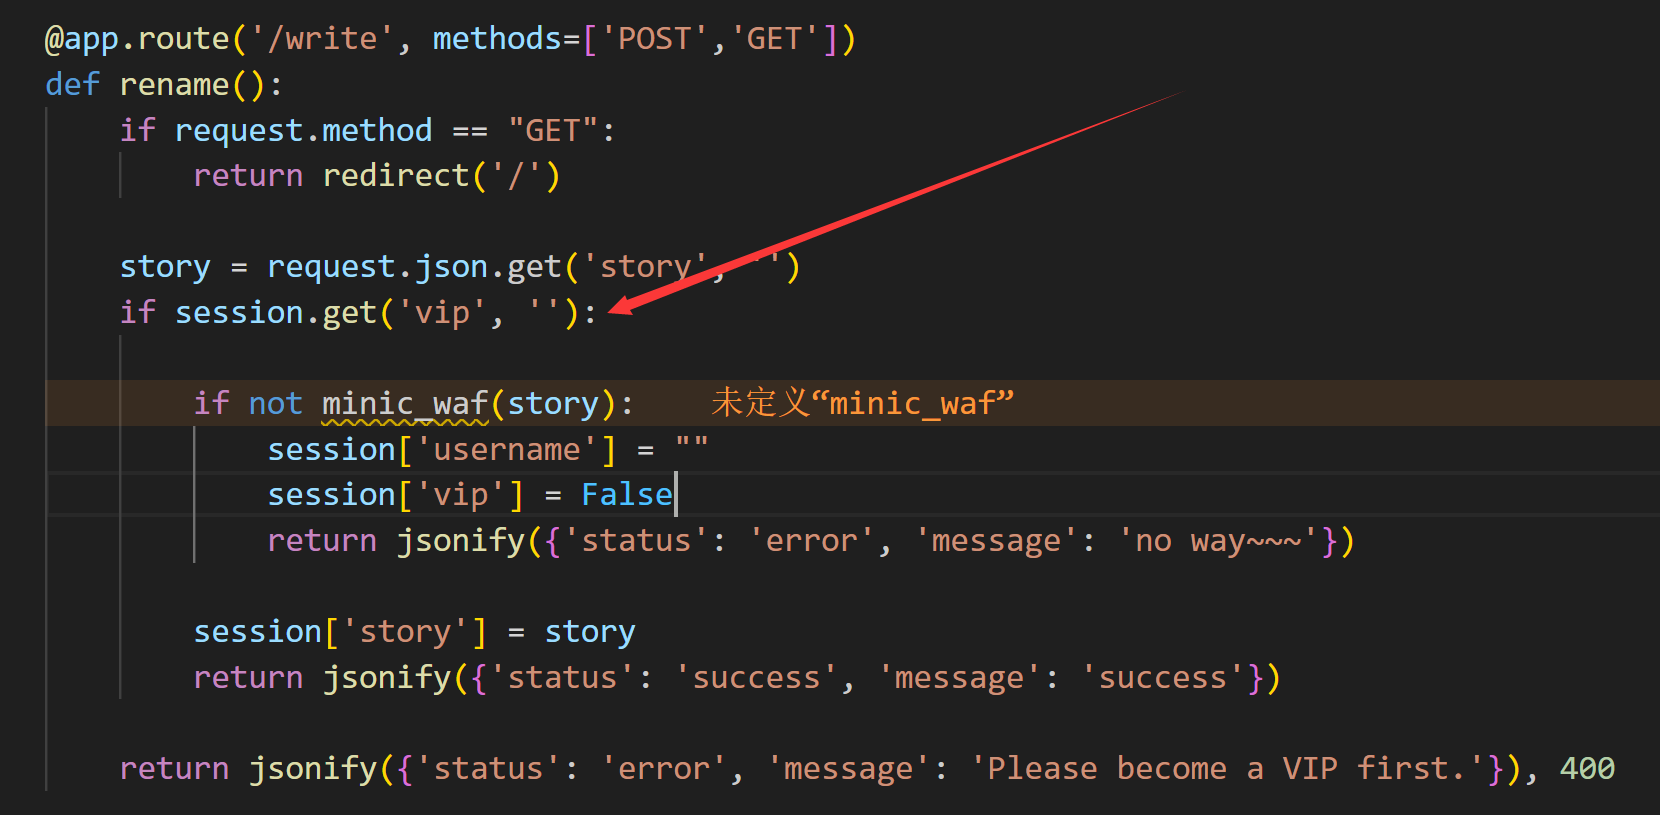 @app.route('/write', methods=['POST','GET'])
def rename():
    if request.method == "GET":
        return redirect('/')
    story = request.json.get('story', '')
    if session.get('vip', ''):
        if not minic_waf(story):    未定义“minic_waf”
            session['username'] = ""
            session['vip'] = False
            return jsonify({'status': 'error', 'message': 'no way~~~'})
        session['story'] = story
        return jsonify({'status': 'success', 'message': 'success'})
    return jsonify({'status': 'error', 'message': 'Please become a VIP first.'}), 400